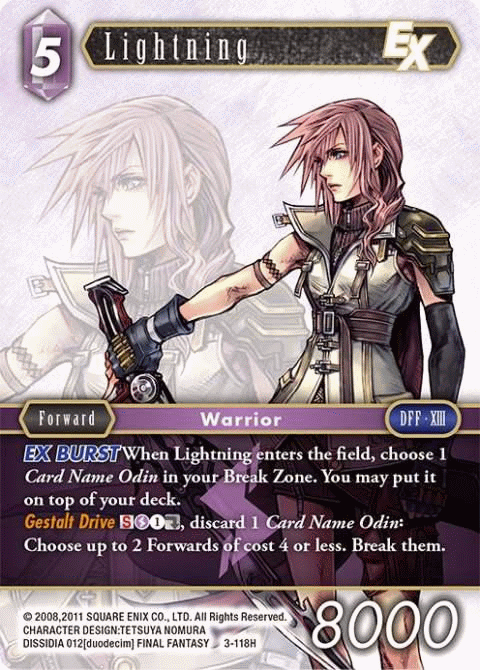 5
Lightning
EX
Forward
Warrior
DFF · XIII
EX BURST When Lightning enters the field, choose 1
Card Name Odin in your Break Zone. You may put it
on top of your deck.
Gestalt Drive S 1, discard 1 Card Name Odin:
Choose up to 2 Forwards of cost 4 or less. Break them.
© 2008,2011 SQUARE ENIX CO., LTD. All Rights Reserved.
CHARACTER DESIGN:TETSUYA NOMURA
DISSIDIA 012[duodecim] FINAL FANTASY 3-118H
8000